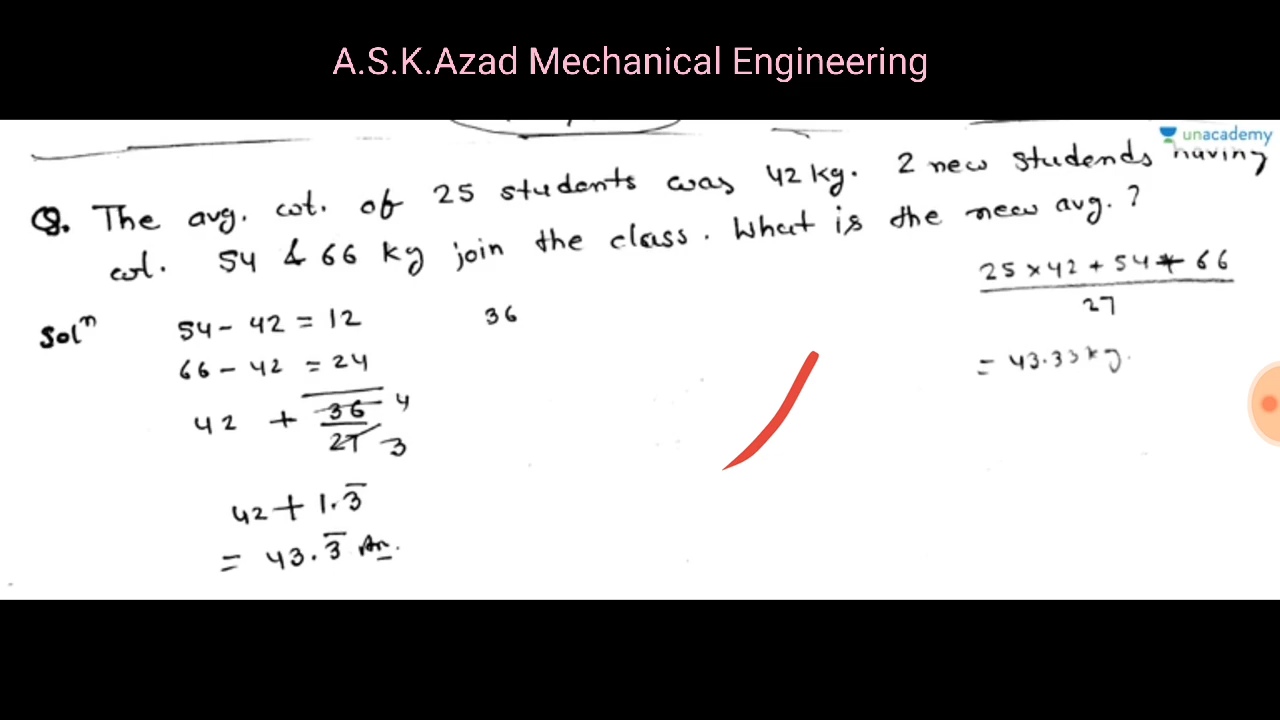 A.S.K.Azad Mechanical Engineering
unacademy
Q. The avg. wt. of 25 students was 42 kg. 2 new studends having
wt. 54 & 66 kg join the class. What is the new avg.?
25 × 42 + 54 + 66
27
= 43.33 kg.
Solⁿ
54 - 42 = 12
36
66 - 42 = 24
42 + 36 4
27 3
42 + 1.3̅
= 43.3̅ An.